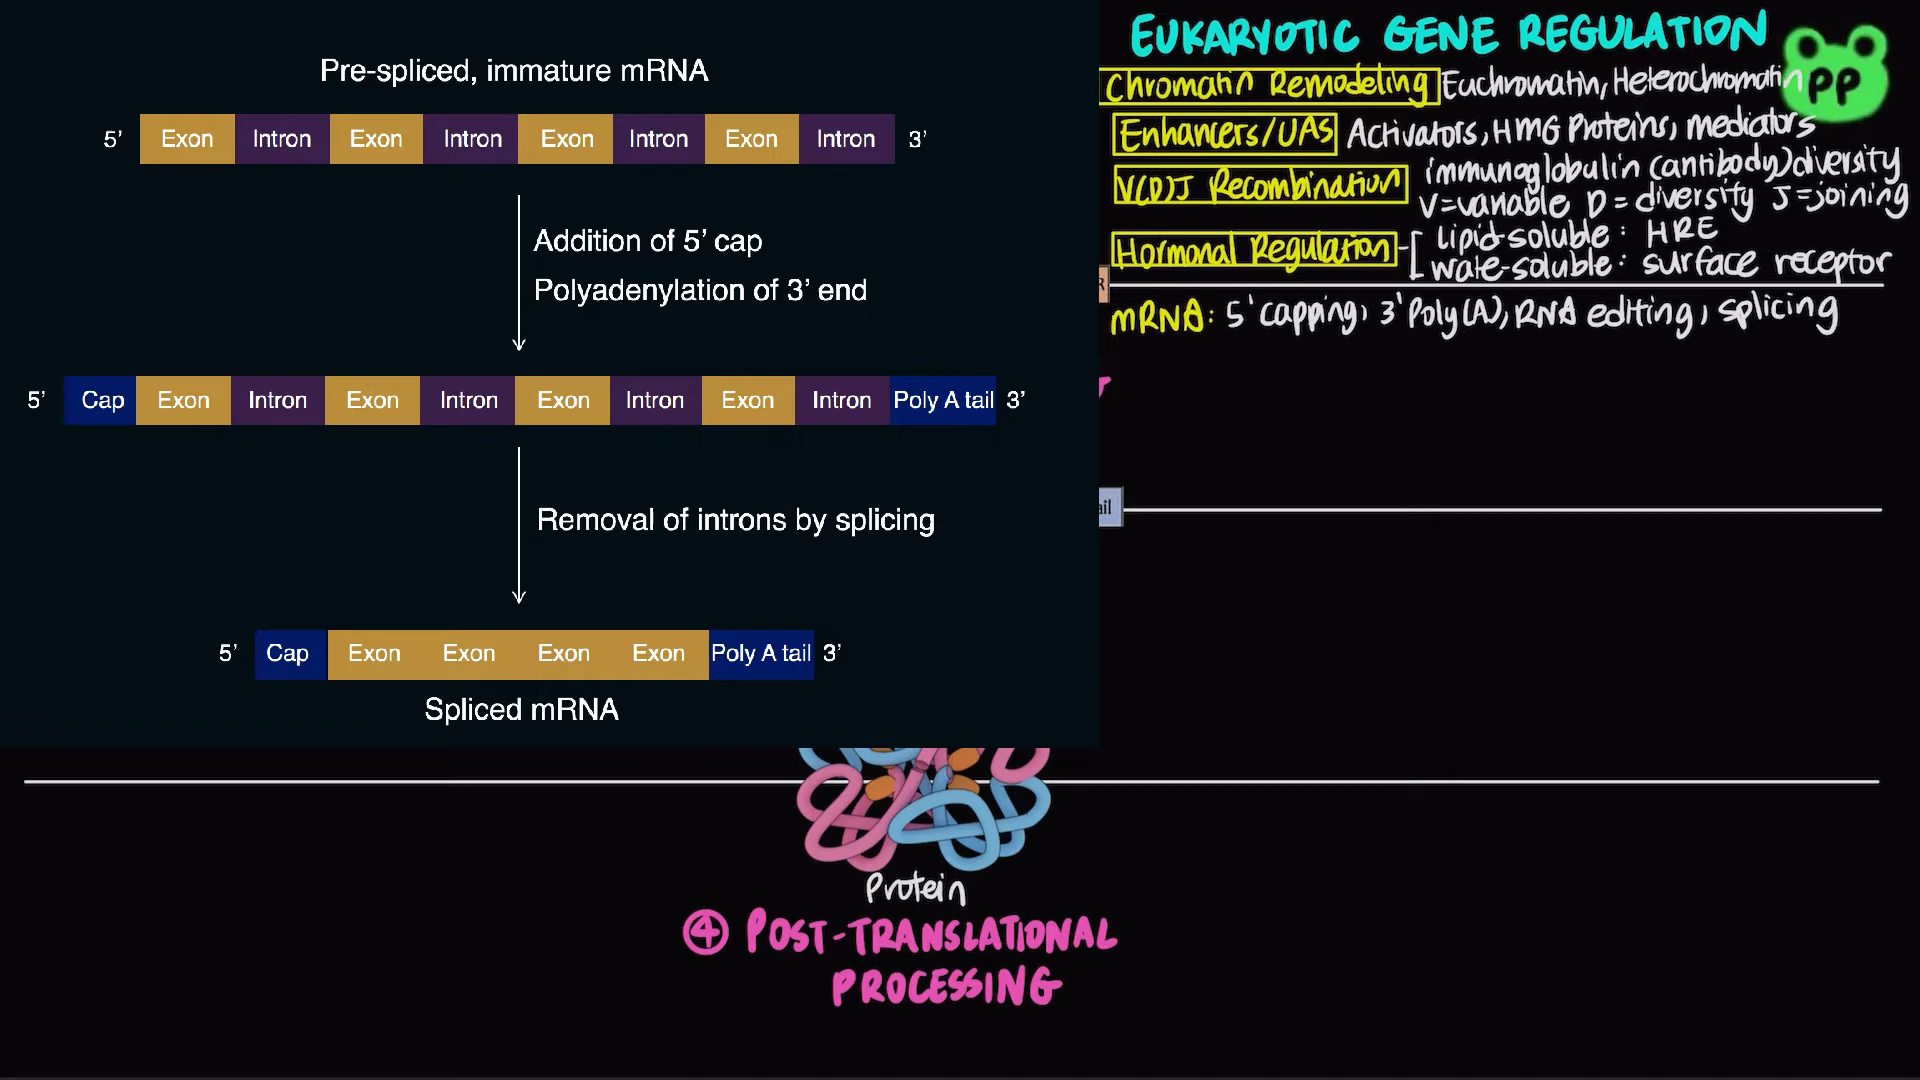 Pre-spliced, immature mRNA
5’ Exon Intron Exon Intron Exon Intron Exon Intron 3’
Addition of 5’ cap
Polyadenylation of 3’ end
5’ Cap Exon Intron Exon Intron Exon Intron Exon Intron Poly A tail 3’
Removal of introns by splicing
5’ Cap Exon Exon Exon Exon Poly A tail 3’
Spliced mRNA
EUKARYOTIC GENE REGULATION
PP
Chromatin Remodeling Euchromatin, Heterochromatin
Enhancers/UAS Activators, HMG Proteins, mediators
V(D)J Recombination immunoglobulin (antibody) diversity
V=variable D=diversity J=joining
Hormonal Regulation - lipid-soluble: HRE
wate-soluble: surface receptor
R
mRNA: 5' capping, 3' Poly(A), RNA editing, splicing
ail
Protein
④ POST-TRANSLATIONAL
PROCESSING